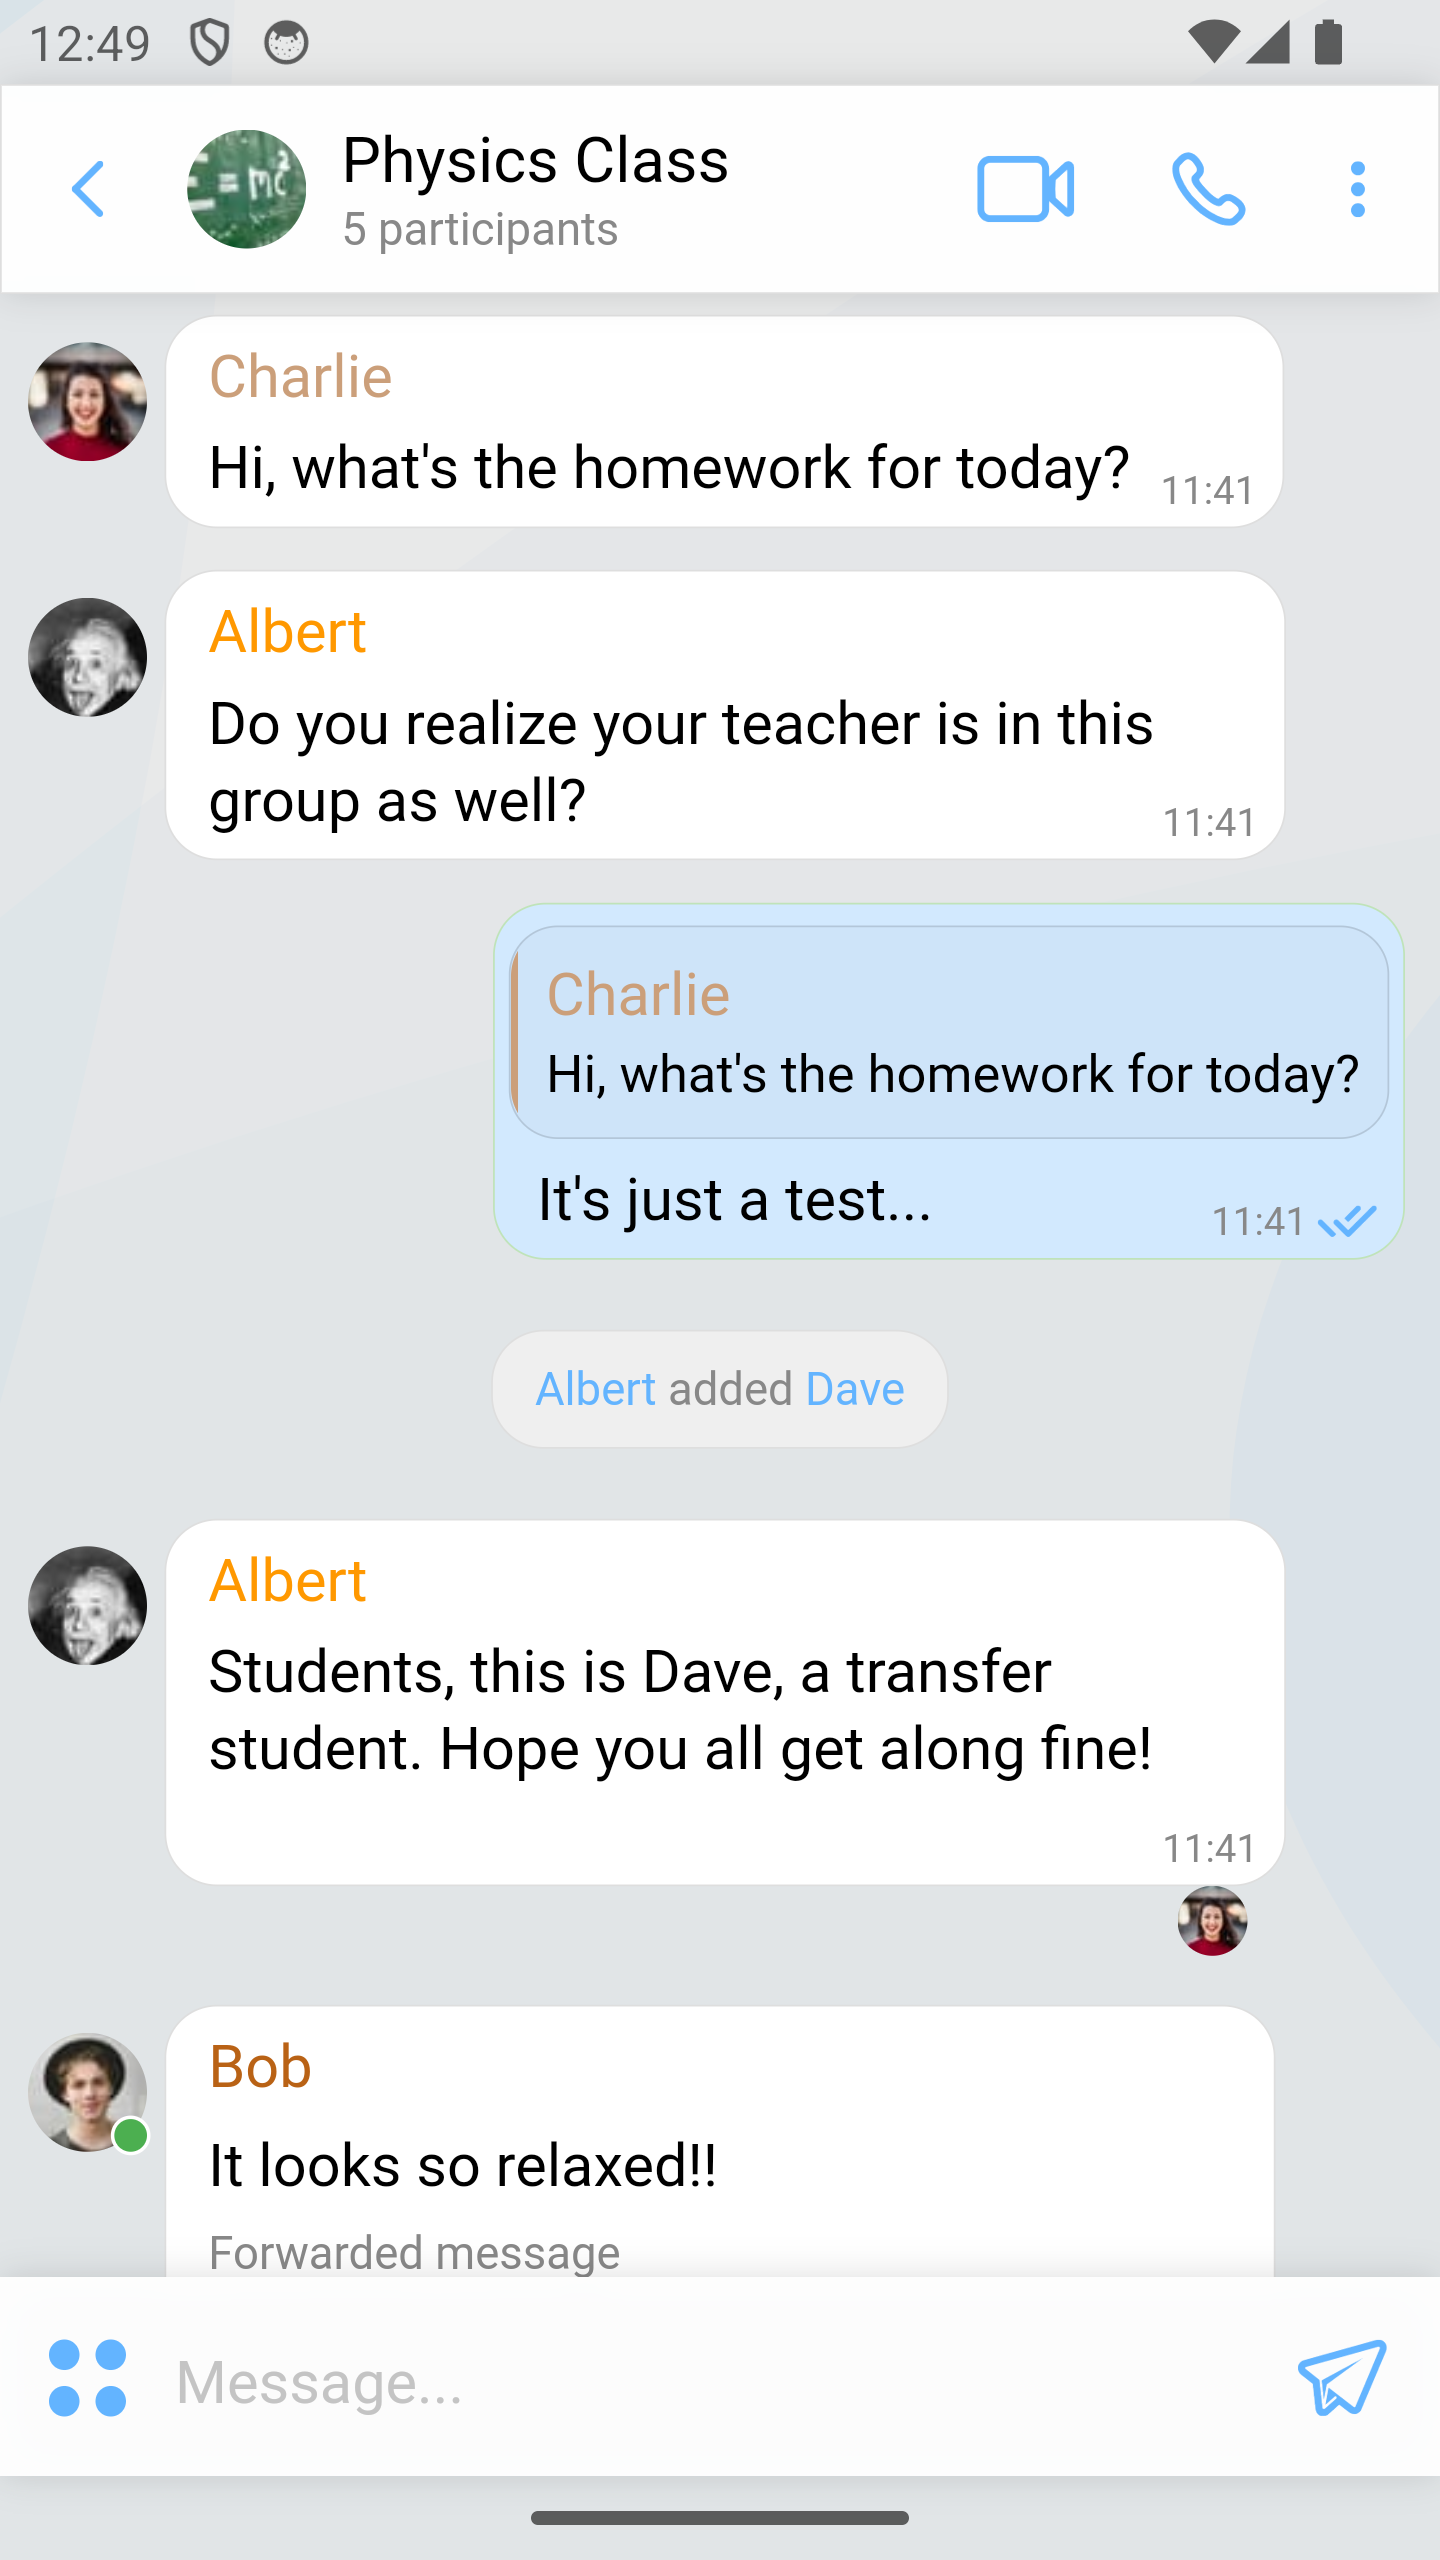 12:49
Physics Class
5 participants
Charlie
Hi, what's the homework for today?
11:41
Albert
Do you realize your teacher is in this
group as well?
11:41
Charlie
Hi, what's the homework for today?
It's just a test...
11:41
Albert added Dave
Albert
Students, this is Dave, a transfer
student. Hope you all get along fine!
11:41
Bob
It looks so relaxed!!
Forwarded message
Message...